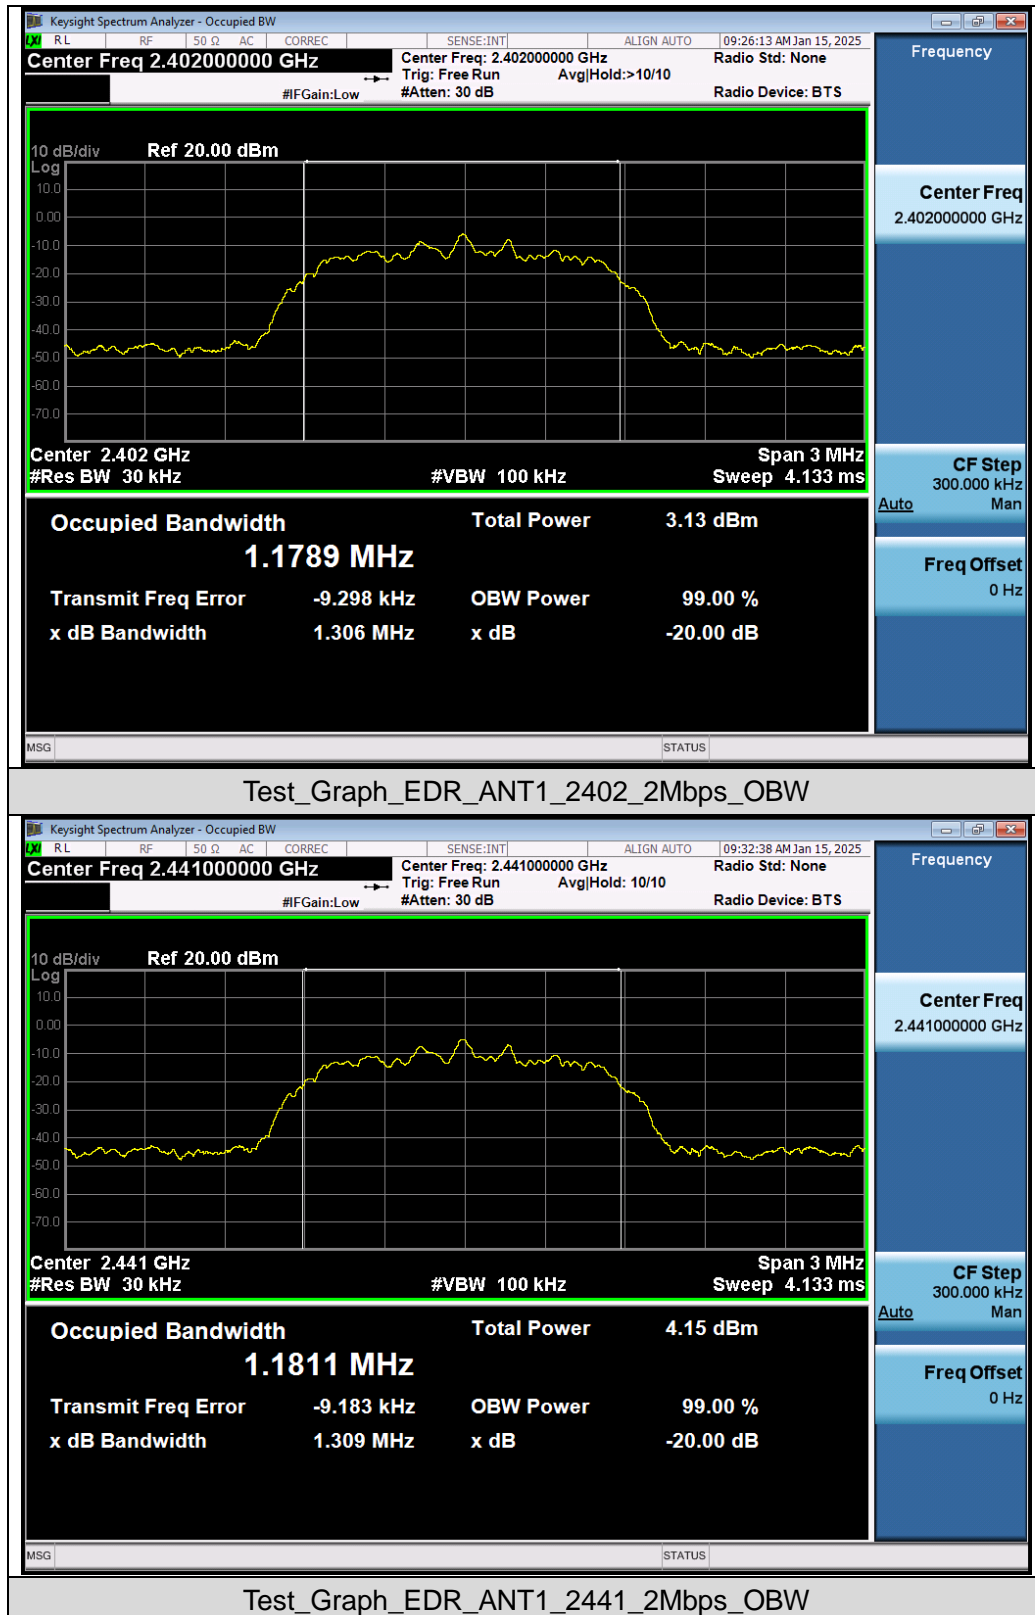 Keysight Spectrum Analyzer - Occupied BW
LXI RL RF 50 Ω AC CORREC SENSE:INT ALIGN AUTO 09:26:13 AM Jan 15, 2025
Center Freq 2.402000000 GHz Center Freq: 2.402000000 GHz Radio Std: None
Trig: Free Run Avg|Hold:>10/10
#IFGain:Low #Atten: 30 dB Radio Device: BTS
Frequency
10 dB/div Ref 20.00 dBm
Log
10.0
0.00
-10.0
-20.0
-30.0
-40.0
-50.0
-60.0
-70.0
Center 2.402 GHz Span 3 MHz
#Res BW 30 kHz #VBW 100 kHz Sweep 4.133 ms
Center Freq
2.402000000 GHz
CF Step
300.000 kHz
Auto Man
Freq Offset
0 Hz
Occupied Bandwidth Total Power 3.13 dBm
1.1789 MHz
Transmit Freq Error -9.298 kHz OBW Power 99.00 %
x dB Bandwidth 1.306 MHz x dB -20.00 dB
MSG STATUS
Test_Graph_EDR_ANT1_2402_2Mbps_OBW
Keysight Spectrum Analyzer - Occupied BW
LXI RL RF 50 Ω AC CORREC SENSE:INT ALIGN AUTO 09:32:38 AM Jan 15, 2025
Center Freq 2.441000000 GHz Center Freq: 2.441000000 GHz Radio Std: None
Trig: Free Run Avg|Hold: 10/10
#IFGain:Low #Atten: 30 dB Radio Device: BTS
Frequency
10 dB/div Ref 20.00 dBm
Log
10.0
0.00
-10.0
-20.0
-30.0
-40.0
-50.0
-60.0
-70.0
Center 2.441 GHz Span 3 MHz
#Res BW 30 kHz #VBW 100 kHz Sweep 4.133 ms
Center Freq
2.441000000 GHz
CF Step
300.000 kHz
Auto Man
Freq Offset
0 Hz
Occupied Bandwidth Total Power 4.15 dBm
1.1811 MHz
Transmit Freq Error -9.183 kHz OBW Power 99.00 %
x dB Bandwidth 1.309 MHz x dB -20.00 dB
MSG STATUS
Test_Graph_EDR_ANT1_2441_2Mbps_OBW